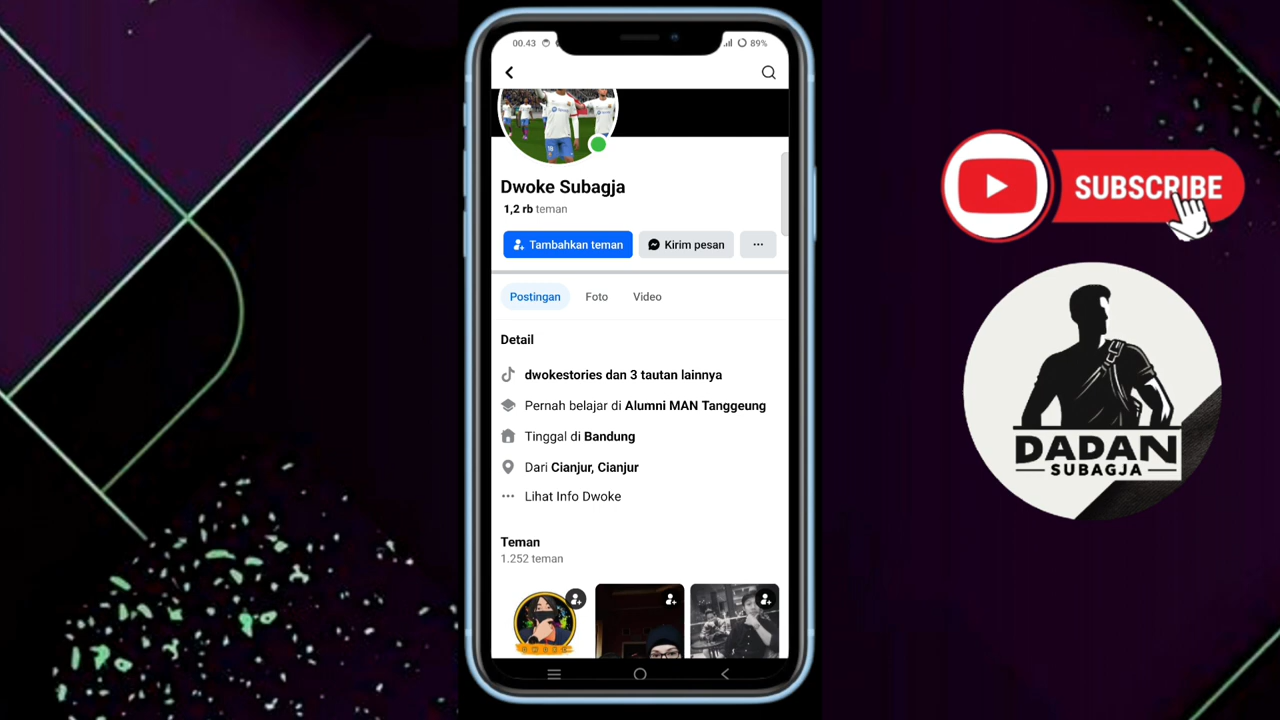 00.43
89%
Dwoke Subagja
1,2 rb teman
Tambahkan teman
Kirim pesan
Postingan
Foto
Video
Detail
dwokestories dan 3 tautan lainnya
Pernah belajar di Alumni MAN Tanggeung
Tinggal di Bandung
Dari Cianjur, Cianjur
Lihat Info Dwoke
Teman
1.252 teman
SUBSCRIBE
DADAN
SUBAGJA